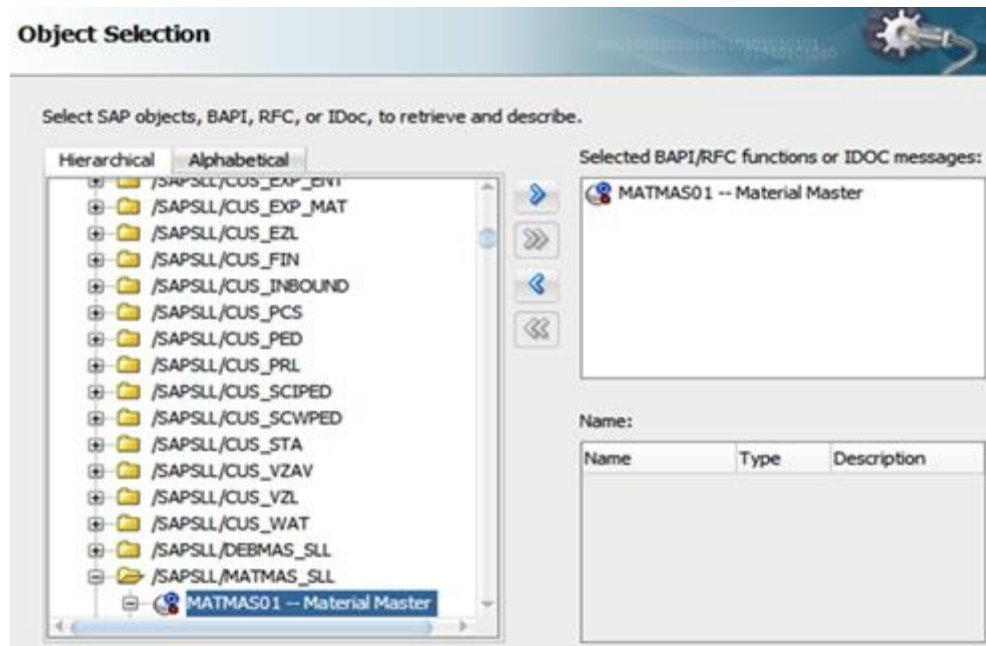 Object Selection
Select SAP objects, BAPI, RFC, or IDoc, to retrieve and describe.
Hierarchical Alphabetical
/SAPSLL/CUS_EXP_ENT
/SAPSLL/CUS_EXP_MAT
/SAPSLL/CUS_EZL
/SAPSLL/CUS_FIN
/SAPSLL/CUS_INBOUND
/SAPSLL/CUS_PCS
/SAPSLL/CUS_PED
/SAPSLL/CUS_PRL
/SAPSLL/CUS_SCIPED
/SAPSLL/CUS_SCWPED
/SAPSLL/CUS_STA
/SAPSLL/CUS_VZAV
/SAPSLL/CUS_VZL
/SAPSLL/CUS_WAT
/SAPSLL/DEBMAS_SLL
/SAPSLL/MATMAS_SLL
MATMAS01 -- Material Master
Selected BAPI/RFC functions or IDOC messages:
MATMAS01 -- Material Master
Name:
Name Type Description